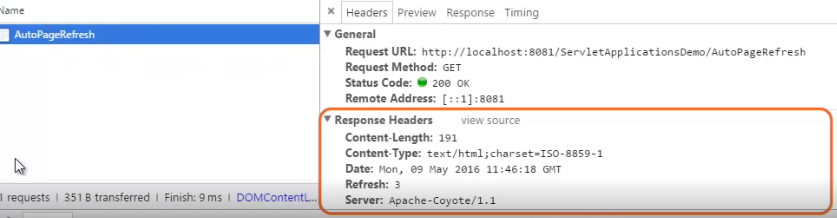 Name
AutoPageRefresh
1 requests | 351 B transferred | Finish: 9 ms | DOMContentL...
× Headers Preview Response Timing
▼ General
Request URL: http://localhost:8081/ServletApplicationsDemo/AutoPageRefresh
Request Method: GET
Status Code: 200 OK
Remote Address: [::1]:8081
▼ Response Headers view source
Content-Length: 191
Content-Type: text/html;charset=ISO-8859-1
Date: Mon, 09 May 2016 11:46:18 GMT
Refresh: 3
Server: Apache-Coyote/1.1